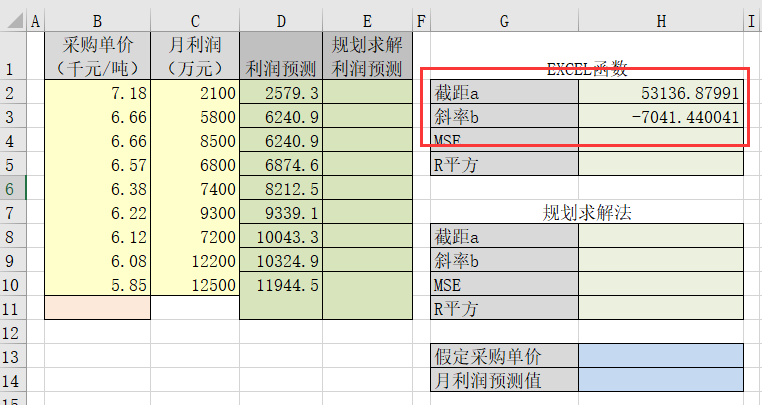 A B C D E F G H I
1 采购单价 月利润 规划求解
（千元/吨） （万元） 利润预测 利润预测 EXCEL函数
2 7.18 2100 2579.3 截距a 53136.87991
3 6.66 5800 6240.9 斜率b -7041.440041
4 6.66 8500 6240.9 MSE
5 6.57 6800 6874.6 R平方
6 6.38 7400 8212.5
7 6.22 9300 9339.1 规划求解法
8 6.12 7200 10043.3 截距a
9 6.08 12200 10324.9 斜率b
10 5.85 12500 11944.5 MSE
11 R平方
12
13 假定采购单价
14 月利润预测值
15